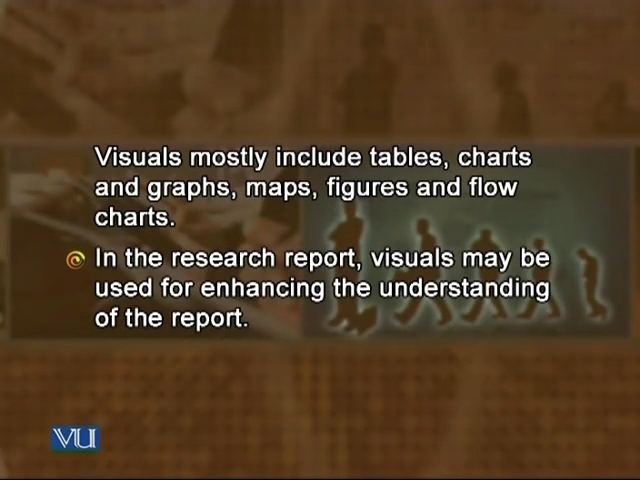 Visuals mostly include tables, charts
and graphs, maps, figures and flow
charts.
In the research report, visuals may be
used for enhancing the understanding
of the report.
VU